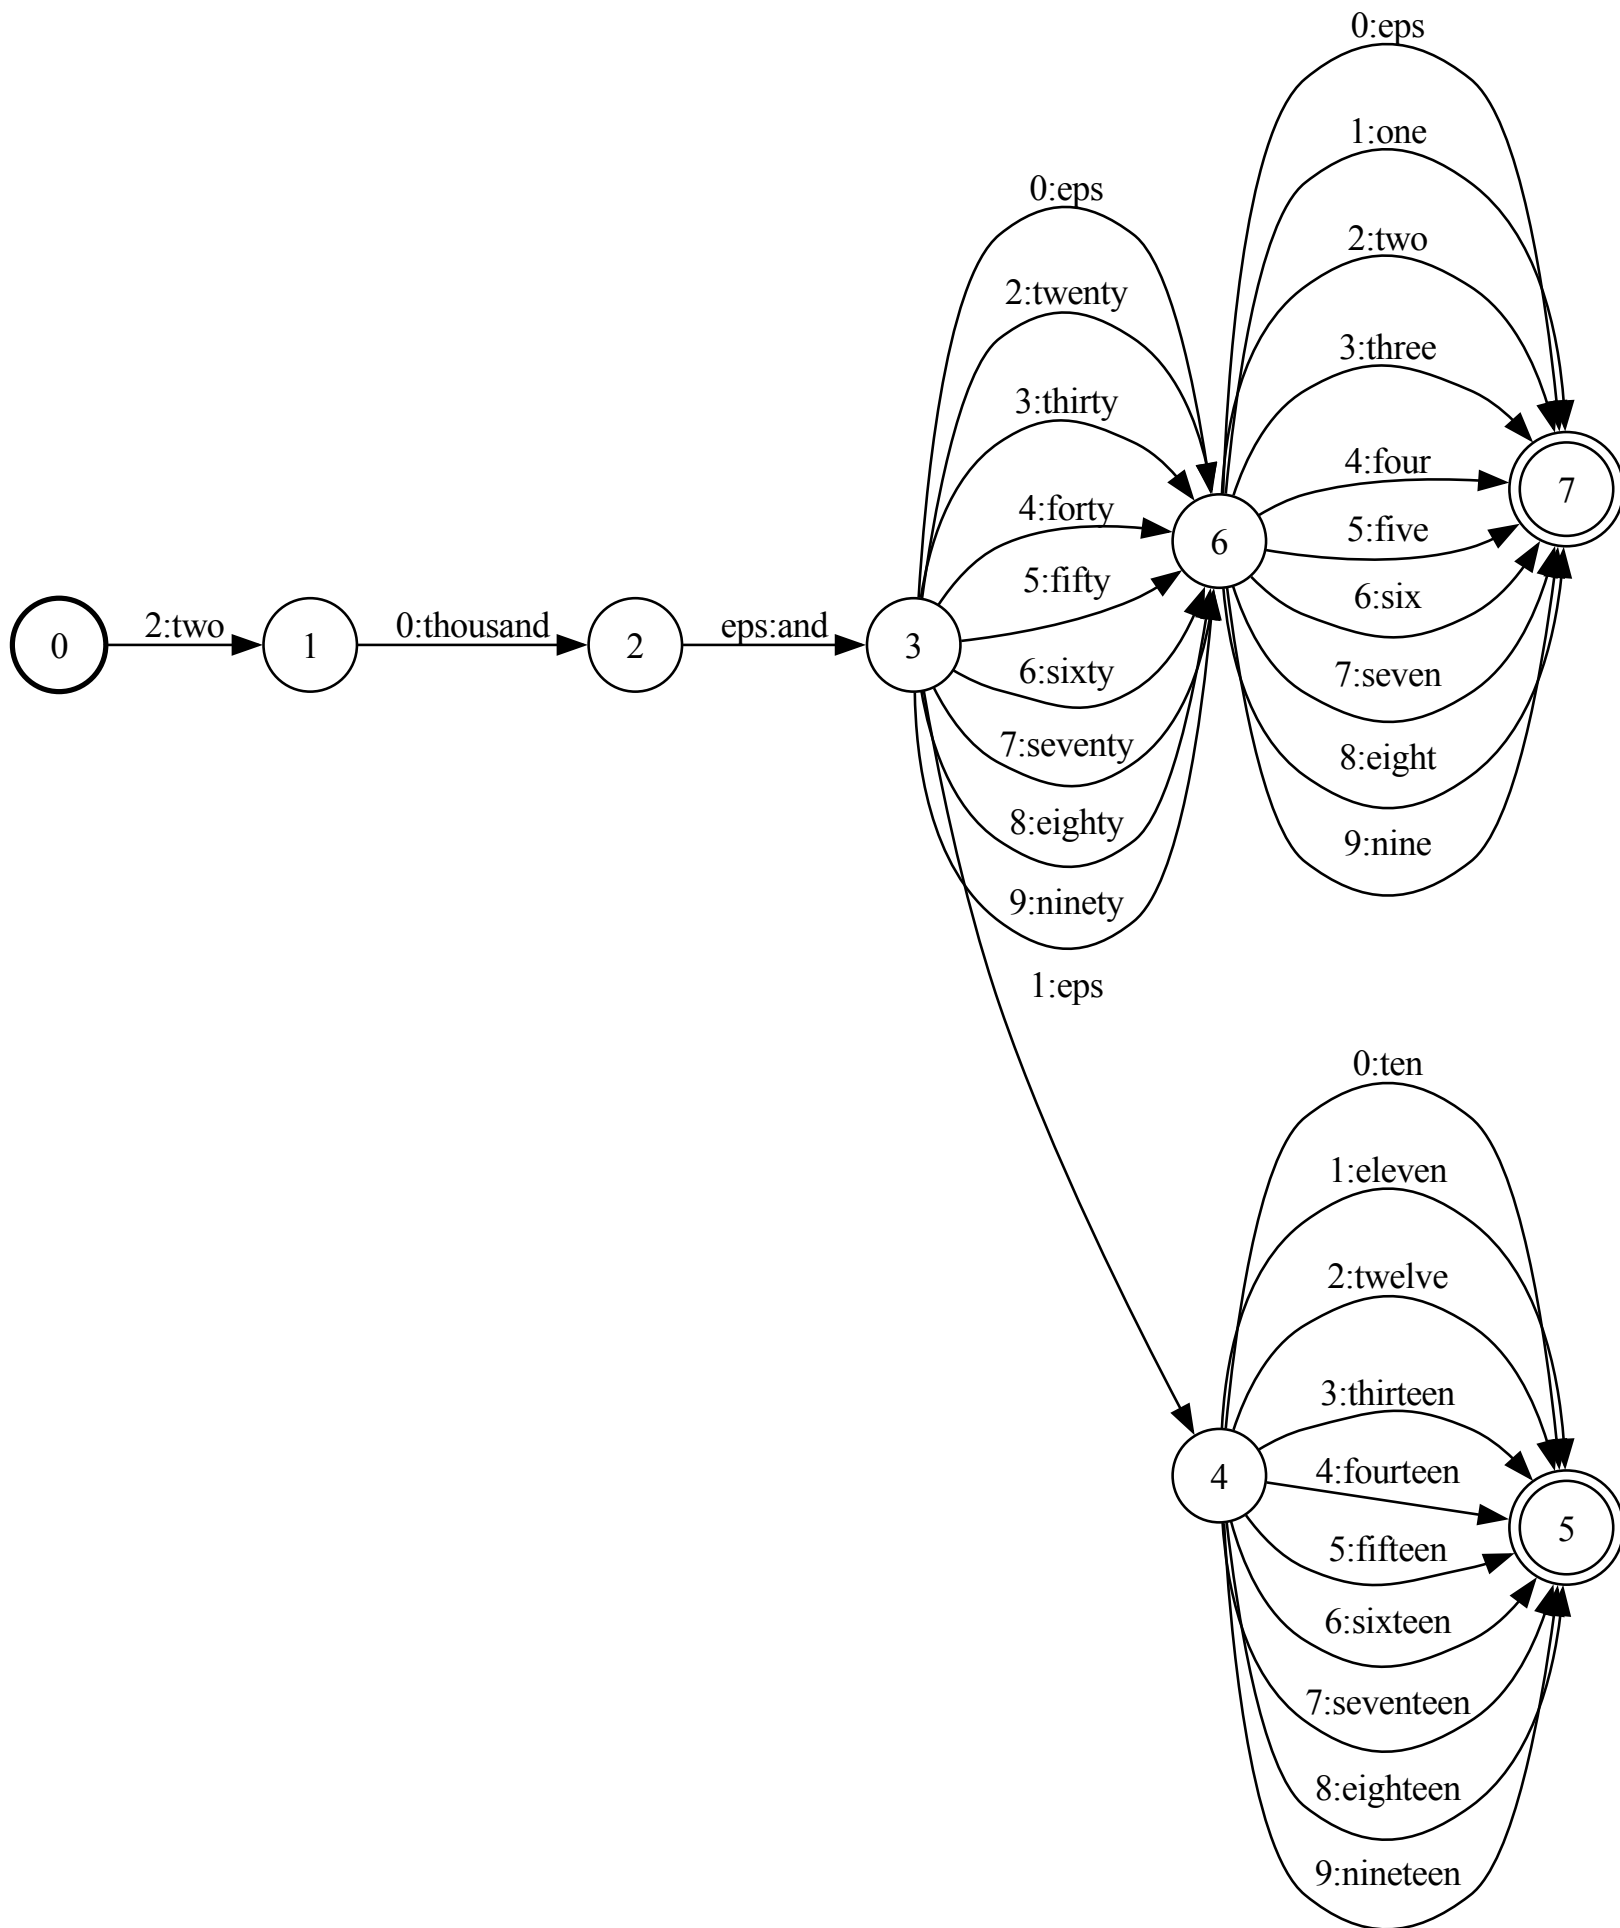 0:eps
1:one
0:eps
2:two
2:twenty
3:three
3:thirty
4:four
7
4:forty
5:five
6
5:fifty
6:six
0
2:two
1
0:thousand
2
eps:and
3
6:sixty
7:seven
7:seventy
8:eight
8:eighty
9:nine
9:ninety
1:eps
0:ten
1:eleven
2:twelve
3:thirteen
4:fourteen
4
5
5:fifteen
6:sixteen
7:seventeen
8:eighteen
9:nineteen